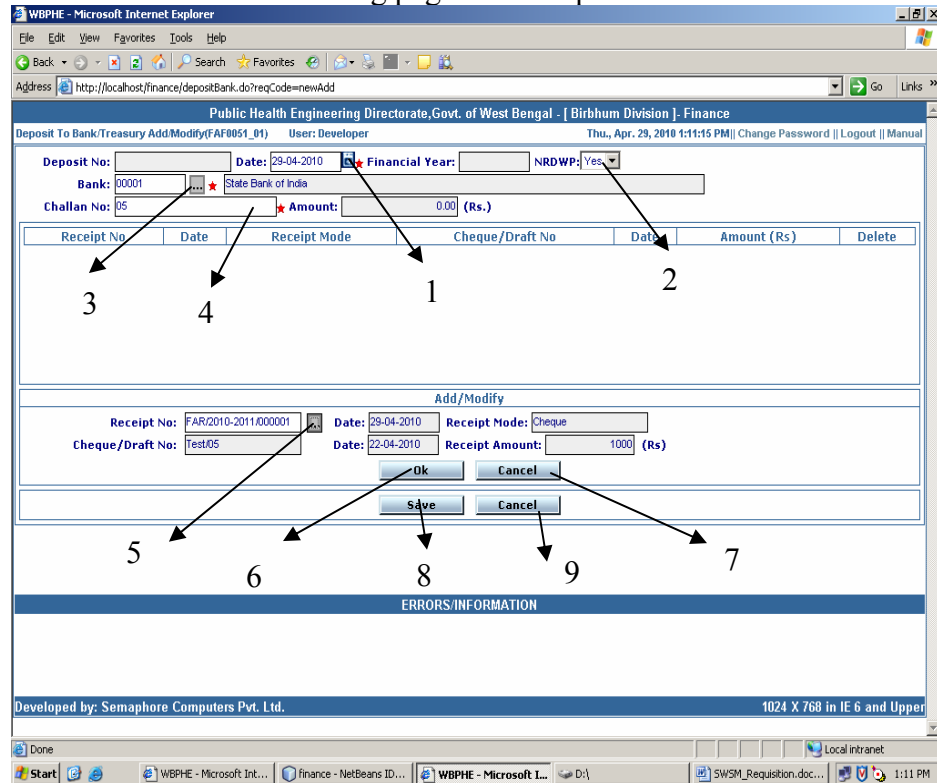 WBPHE - Microsoft Internet Explorer
File Edit View Favorites Tools Help
Back Search Favorites
Address http://localhost/finance/depositBank.do?reqCode=newAdd Go Links »
Public Health Engineering Directorate,Govt. of West Bengal - [ Birbhum Division ]- Finance
Deposit To Bank/Treasury Add/Modify(FAF0051_01) User: Developer Thu., Apr. 29, 2010 1:11:15 PM|| Change Password || Logout || Manual
Deposit No: Date: 29-04-2010 Financial Year: NRDWP: Yes
Bank: 00001 ... State Bank of India
Challan No: 05 Amount: 0.00 (Rs.)
Receipt No Date Receipt Mode Cheque/Draft No Date Amount (Rs) Delete
3 4 1 2
Add/Modify
Receipt No: FAR/2010-2011/000001 ... Date: 29-04-2010 Receipt Mode: Cheque
Cheque/Draft No: Test/05 Date: 22-04-2010 Receipt Amount: 1000 (Rs)
Ok Cancel
Save Cancel
5 6 8 9 7
ERRORS/INFORMATION
Developed by: Semaphore Computers Pvt. Ltd. 1024 X 768 in IE 6 and Upper
Done Local intranet
Start WBPHE - Microsoft Int... finance - NetBeans ID... WBPHE - Microsoft I... D:\ SWSM_Requisition.doc... 1:11 PM